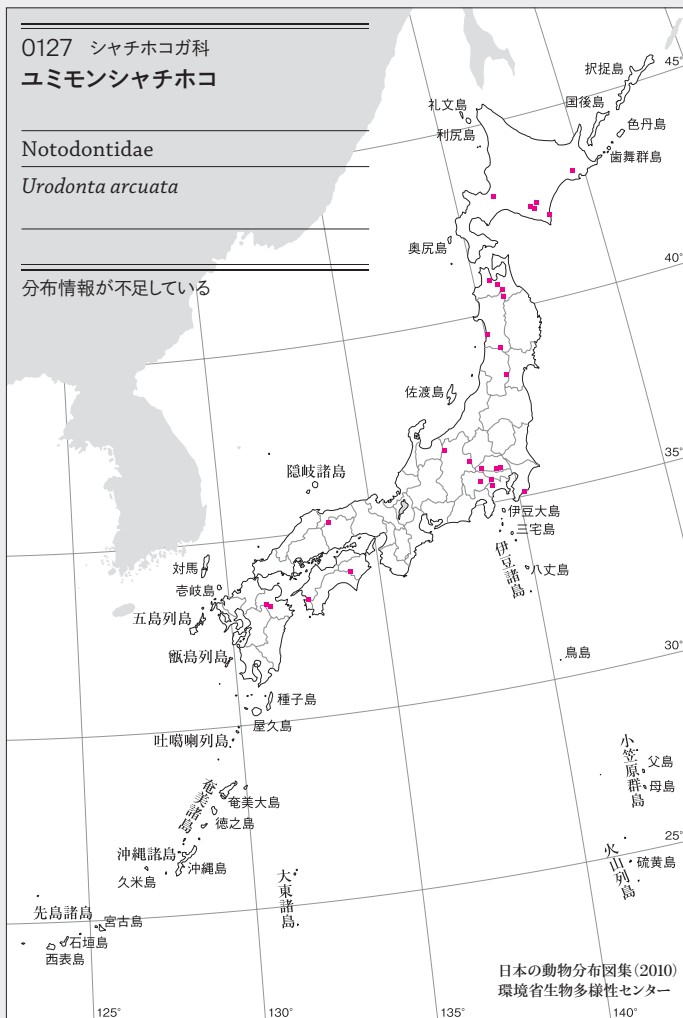 0127 シャチホコガ科
ユミモンシャチホコ
Notodontidae
Urodonta arcuata
分布情報が不足している
択捉島
45°
国後島
礼文島
色丹島
利尻島
歯舞群島
奥尻島
40°
佐渡島
35°
隠岐諸島
伊豆大島
三宅島
対馬
八丈島
伊豆諸島
壱岐島
五島列島
甑島列島
鳥島
30°
種子島
屋久島
吐噶喇列島
小笠原群島
父島
母島
奄美諸島
奄美大島
徳之島
25°
沖縄諸島
沖縄島
久米島
火山列島
硫黄島
大東諸島
先島諸島
宮古島
石垣島
西表島
日本の動物分布図集(2010)
環境省生物多様性センター
125°
130°
135°
140°